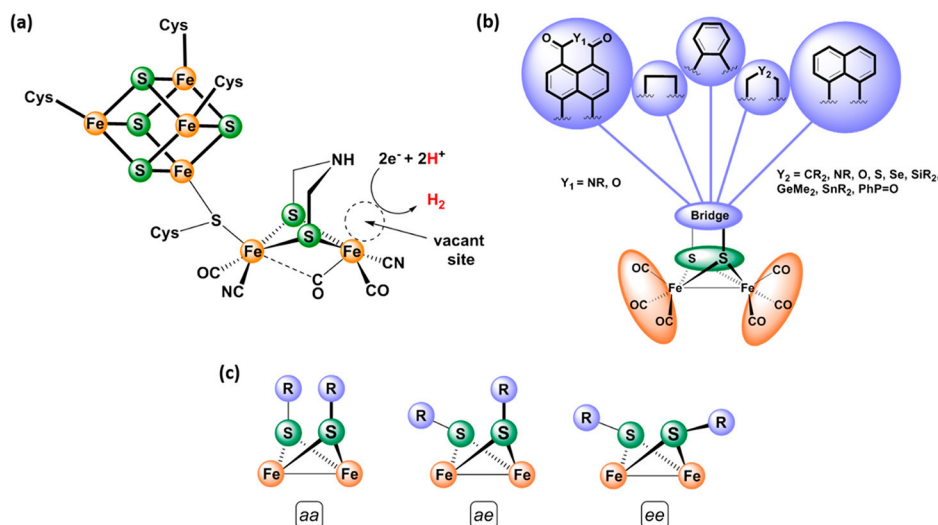 (a)
Cys
S
Fe
Cys
Cys
Fe
S
Fe
S
S
Fe
NH
2e⁻ + 2H⁺
H₂
S
Cys
S
S
vacant
site
Fe
Fe
OC
NC
C
O
CN
CO
(b)
O
Y₁
O
Y₂
Y₁ = NR, O
Y₂ = CR₂, NR, O, S, Se, SiR₂,
GeMe₂, SnR₂, PhP=O
Bridge
S
S
OC
Fe
Fe
CO
OC
CO
OC
CO
(c)
R
R
S
S
Fe
Fe
aa
R
R
S
S
Fe
Fe
ae
R
S
S
R
Fe
Fe
ee